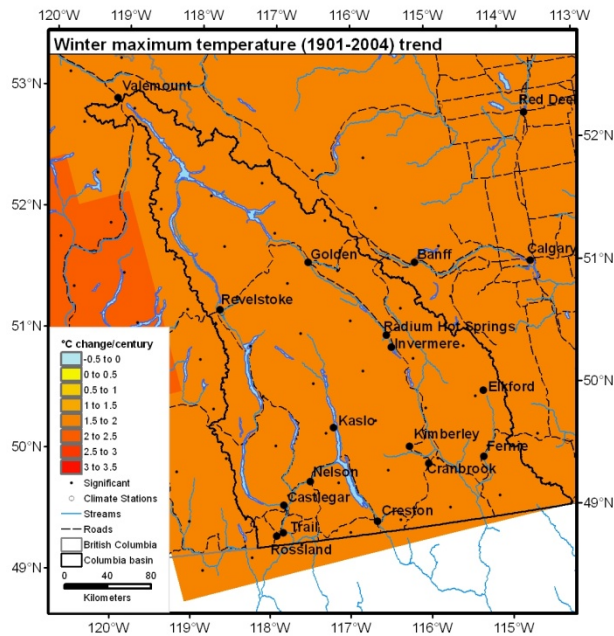 Winter maximum temperature (1901-2004) trend
120°W 119°W 118°W 117°W 116°W 115°W 114°W 113°W
53°N
52°N
51°N
50°N
49°N
52°N
51°N
50°N
49°N
Valemount
Red Deer
Golden
Banff
Calgary
Revelstoke
Radium Hot Springs
Invermere
Elkford
Kaslo
Kimberley
Fernie
Cranbrook
Nelson
Castlegar
Creston
Trail
Rossland
°C change/century
-0.5 to 0
0 to 0.5
0.5 to 1
1 to 1.5
1.5 to 2
2 to 2.5
2.5 to 3
3 to 3.5
Significant
Climate Stations
Streams
Roads
British Columbia
Columbia basin
0 40 80
Kilometers
120°W 119°W 118°W 117°W 116°W 115°W 114°W